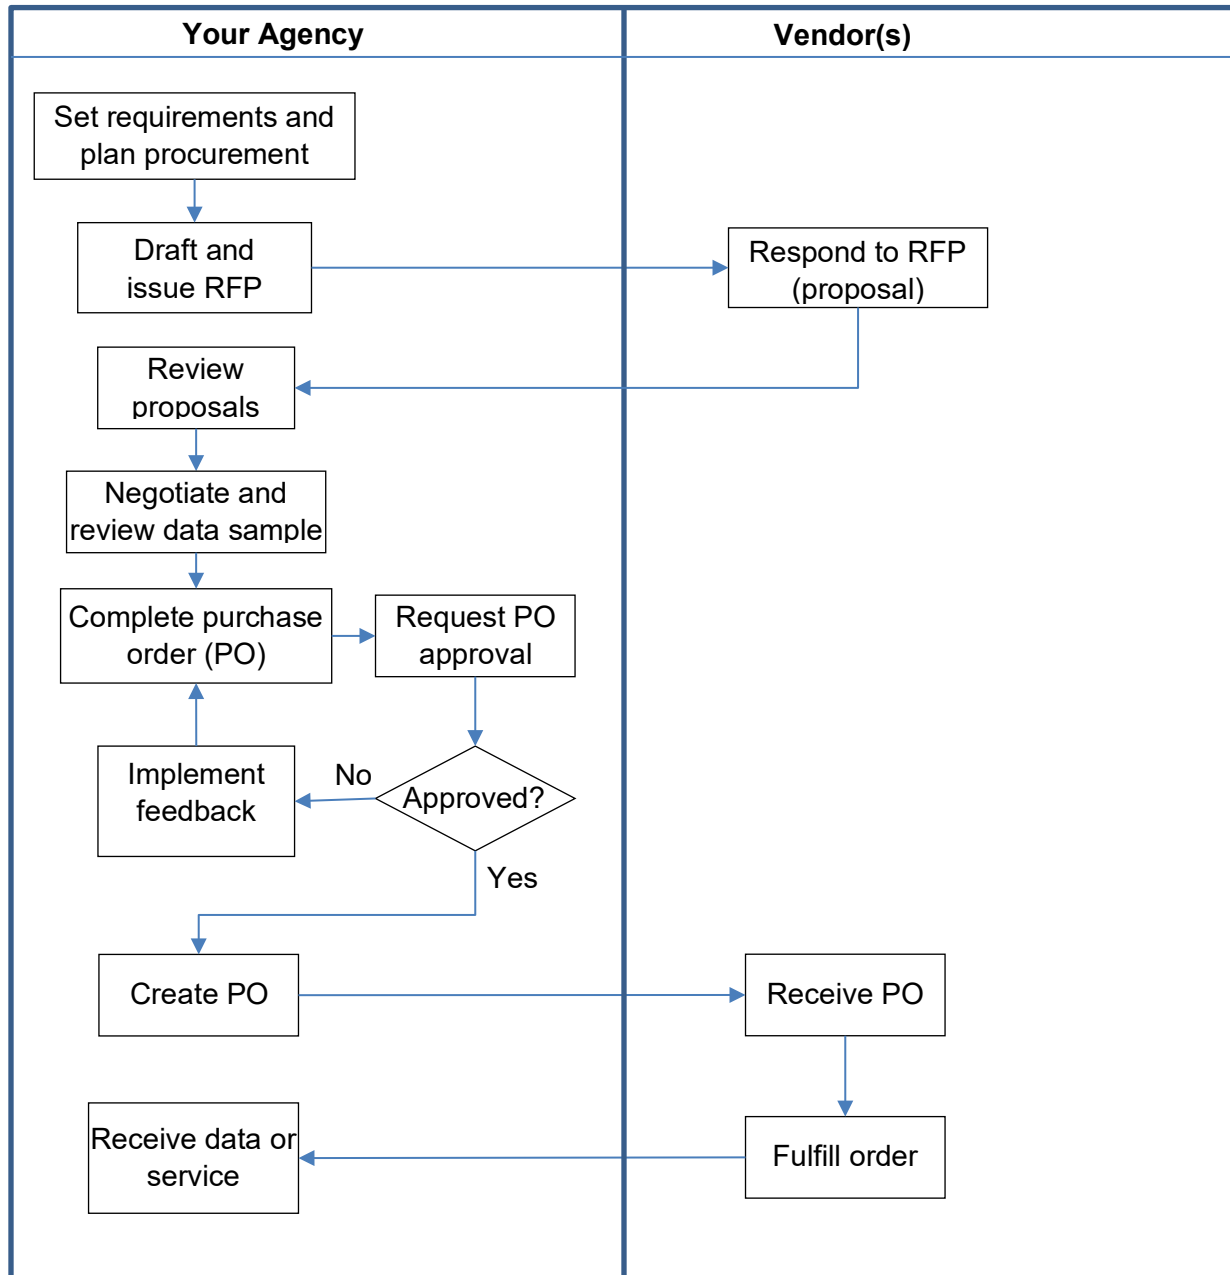 Your Agency
Vendor(s)
Set requirements and
plan procurement
Draft and
issue RFP
Respond to RFP
(proposal)
Review
proposals
Negotiate and
review data sample
Complete purchase
order (PO)
Request PO
approval
Implement
feedback
No
Approved?
Yes
Create PO
Receive PO
Receive data or
service
Fulfill order